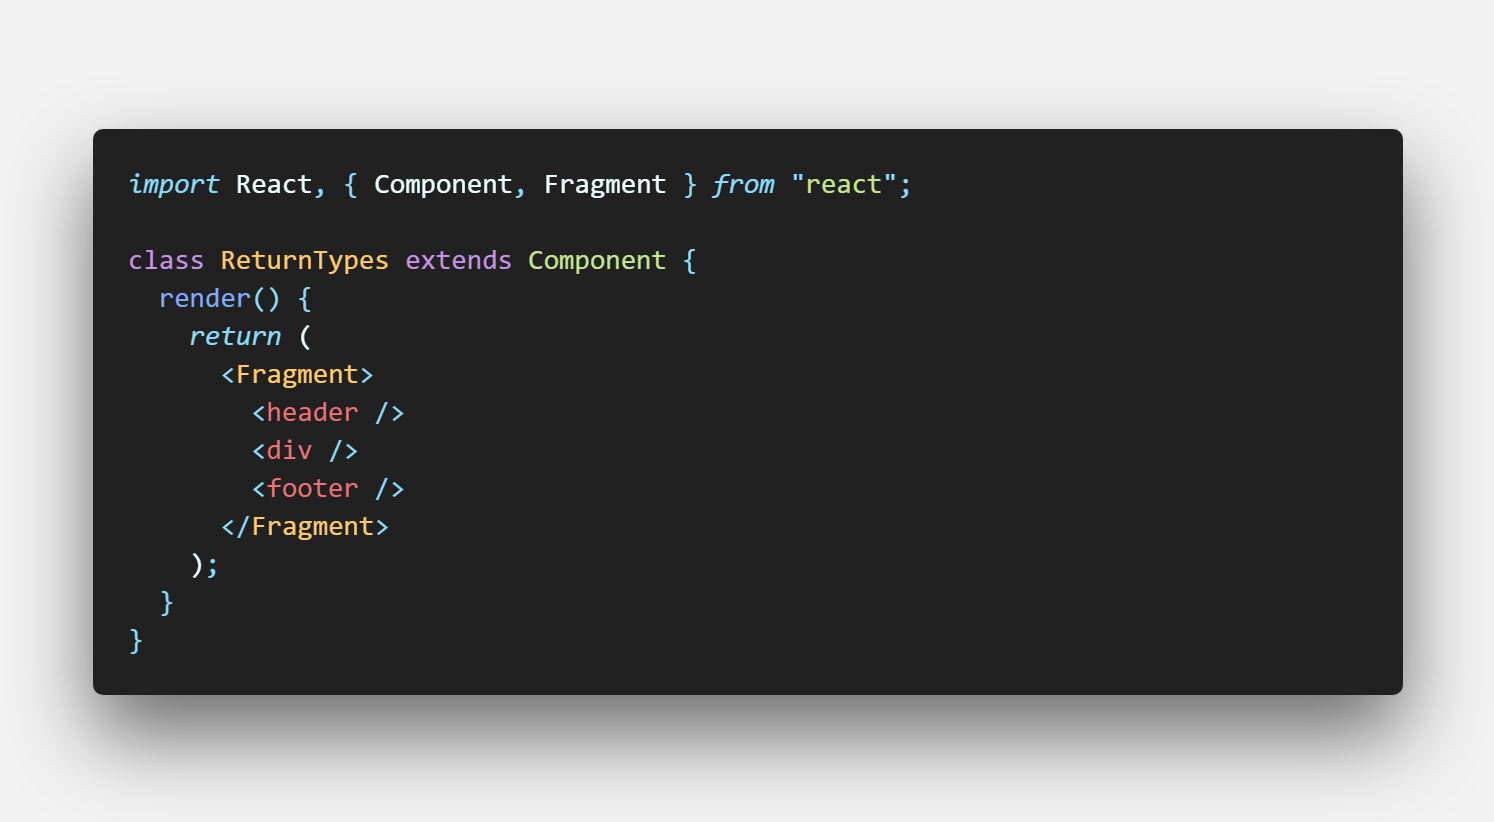 import React, { Component, Fragment } from "react";

class ReturnTypes extends Component {
  render() {
    return (
      <Fragment>
        <header />
        <div />
        <footer />
      </Fragment>
    );
  }
}